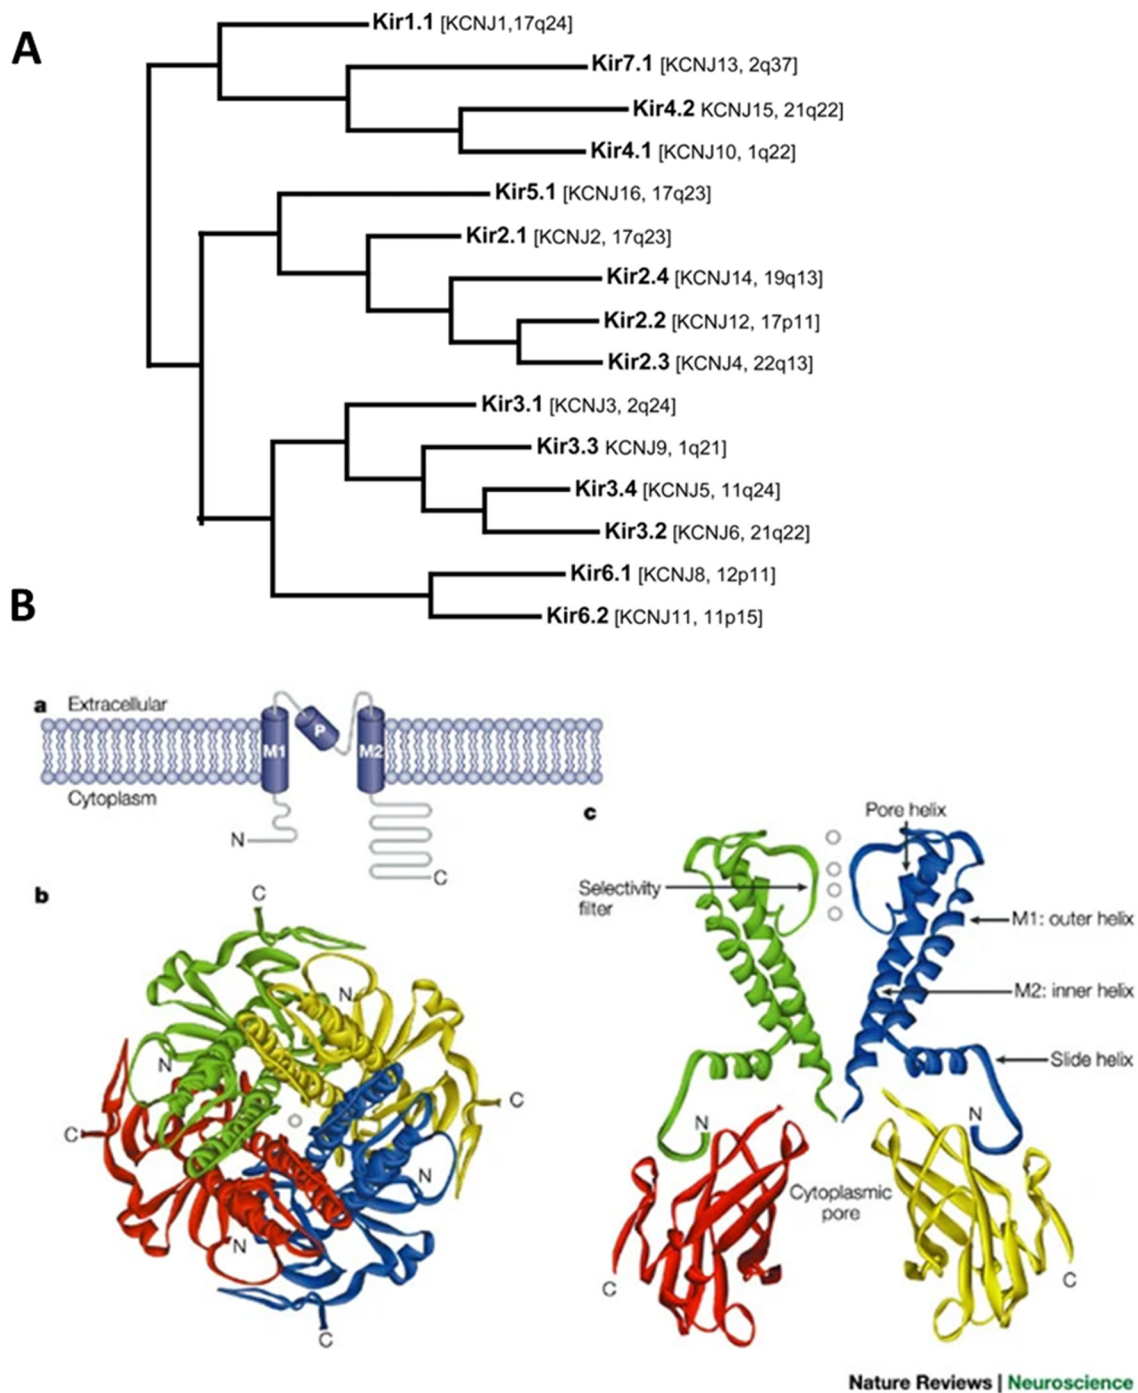 A
Kir1.1 [KCNJ1,17q24]
Kir7.1 [KCNJ13, 2q37]
Kir4.2 KCNJ15, 21q22]
Kir4.1 [KCNJ10, 1q22]
Kir5.1 [KCNJ16, 17q23]
Kir2.1 [KCNJ2, 17q23]
Kir2.4 [KCNJ14, 19q13]
Kir2.2 [KCNJ12, 17p11]
Kir2.3 [KCNJ4, 22q13]
Kir3.1 [KCNJ3, 2q24]
Kir3.3 KCNJ9, 1q21]
Kir3.4 [KCNJ5, 11q24]
Kir3.2 [KCNJ6, 21q22]
Kir6.1 [KCNJ8, 12p11]
Kir6.2 [KCNJ11, 11p15]
B
a
Extracellular
M1
P
M2
Cytoplasm
N
C
b
C
N
N
C
C
N
N
C
c
Pore helix
Selectivity
filter
M1: outer helix
M2: inner helix
Slide helix
N
N
Cytoplasmic
pore
C
C
Nature Reviews | Neuroscience